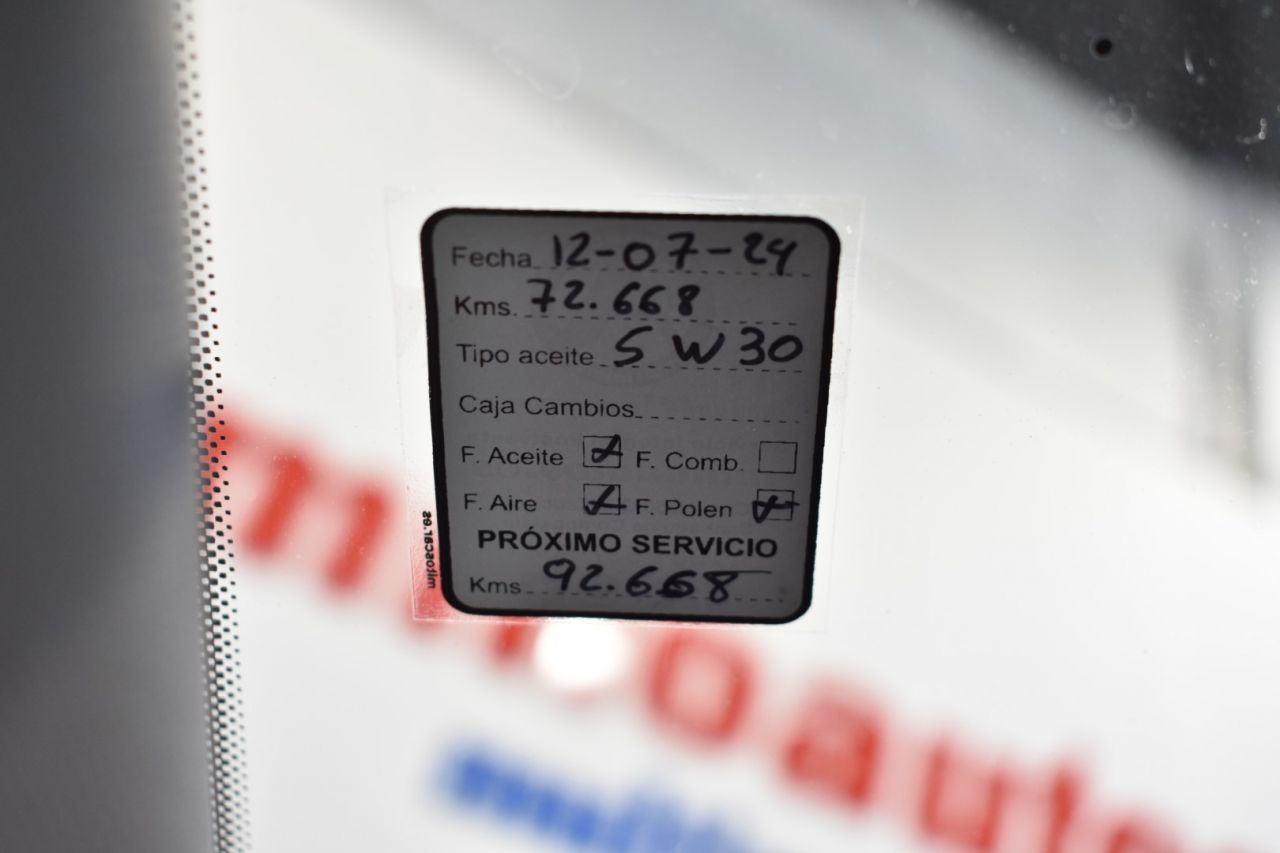 Fecha 12-07-24
Kms. 72.668
Tipo aceite 5W30
Caja Cambios
F. Aceite F. Comb.
F. Aire F. Polen
PRÓXIMO SERVICIO
Kms 92.668